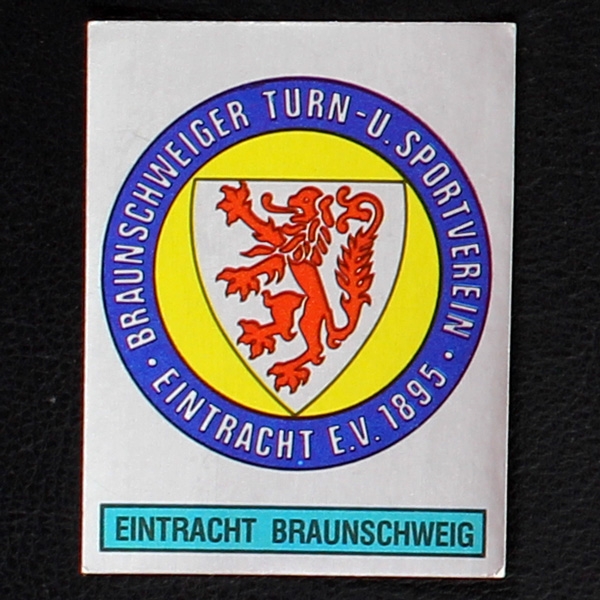 BRAUNSCHWEIGER TURN-U. SPORTVEREIN
· EINTRACHT E.V. 1895 ·
EINTRACHT BRAUNSCHWEIG